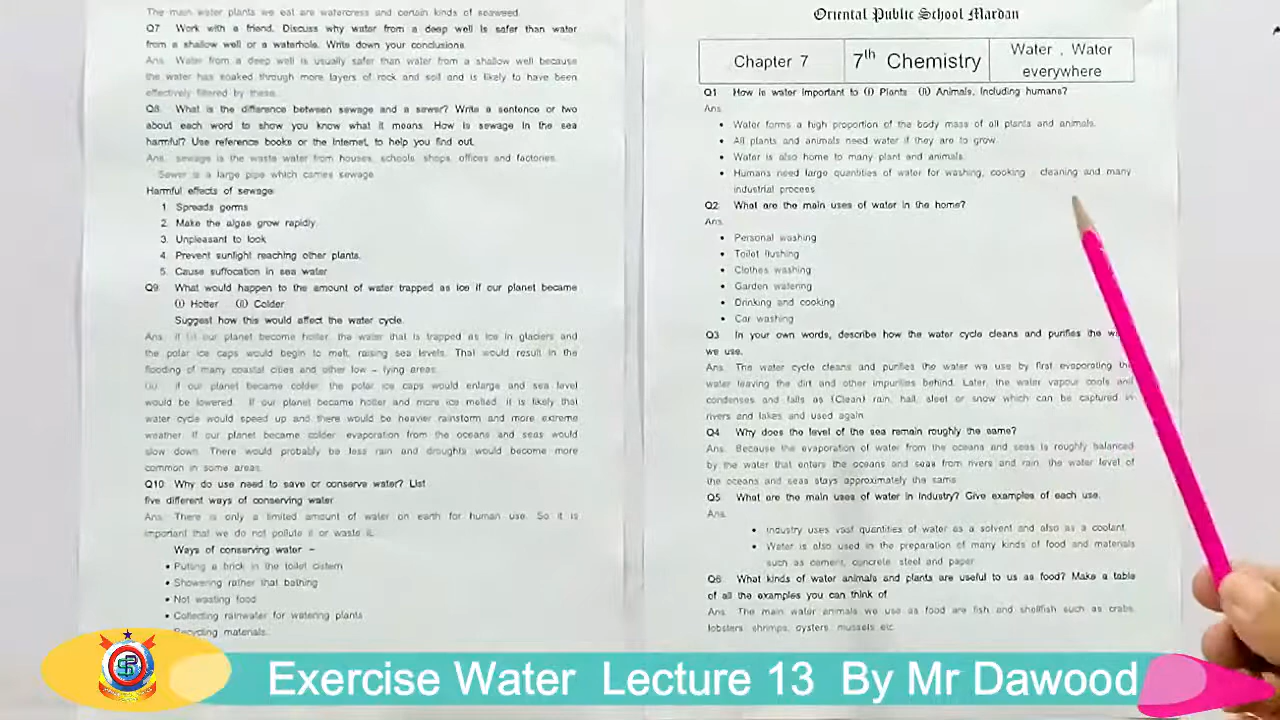 The main water plants we eat are watercress and certain kinds of seaweed.
Q7 Work with a friend. Discuss why water from a deep well is safer than water
from a shallow well or a waterhole. Write down your conclusions.
Ans. Water from a deep well is usually safer than water from a shallow well because
the water has soaked through more layers of rock and soil and is likely to have been
effectively filtered by these.
Q8. What is the difference between sewage and a sewer? Write a sentence or two
about each word to show you know what it means. How is sewage in the sea
harmful? Use reference books or the Internet, to help you find out.
Ans. sewage is the waste water from houses, schools shops, offices and factories.
Sewer is a large pipe which carries sewage.
Harmful effects of sewage
1. Spreads germs
2. Make the algae grow rapidly
3. Unpleasant to look
4. Prevent sunlight reaching other plants.
5. Cause suffocation in sea water
Q9. What would happen to the amount of water trapped as ice if our planet became
(i) Hotter (ii) Colder
Suggest how this would affect the water cycle.
Ans. If (i) our planet become hotter, the water that is trapped as ice in glaciers and
the polar ice caps would begin to melt, raising sea levels. That would result in the
flooding of many coastal cities and other low – lying areas.
(ii) if our planet became colder, the polar ice caps would enlarge and sea level
would be lowered. If our planet became hotter and more ice melted, it is likely that
water cycle would speed up and there would be heavier rainstorm and more extreme
weather. If our planet became colder evaporation from the oceans and seas would
slow down. There would probably be less rain and droughts would become more
common in some areas.
Q10 Why do use need to save or conserve water? List
five different ways of conserving water
Ans. There is only a limited amount of water on earth for human use. So it is
important that we do not pollute it or waste it.
Ways of conserving water –
• Putting a brick in the toilet cistern
• Showering rather that bathing
• Not wasting food
• Collecting rainwater for watering plants
Recycling materials.
Oriental Public School Mardan
Chapter 7
7th Chemistry
Water , Water
everywhere
Q1 How is water important to (i) Plants (ii) Animals, including humans?
Ans.
• Water forms a high proportion of the body mass of all plants and animals.
• All plants and animals need water if they are to grow.
• Water is also home to many plant and animals.
• Humans need large quantities of water for washing, cooking cleaning and many
industrial process
Q2. What are the main uses of water in the home?
Ans.
• Personal washing
• Toilet flushing
• Clothes washing
• Garden watering
• Drinking and cooking
• Car washing
Q3 In your own words, describe how the water cycle cleans and purifies the
we use.
Ans. The water cycle cleans and purifies the water we use by first evaporating the
water leaving the dirt and other impurities behind. Later, the water vapour cools and
condenses and falls as (Clean) rain, hail, sleet or snow which can be captured in
rivers and lakes and used again.
Q4 Why does the level of the sea remain roughly the same?
Ans. Because the evaporation of water from the oceans and seas is roughly balanced
by the water that enters the oceans and seas from rivers and rain, the water level of
the oceans and seas stays approximately the same.
Q5 What are the main uses of water in Industry? Give examples of each use.
Ans.
• Industry uses vast quantities of water as a solvent and also as a coolant.
• Water is also used in the preparation of many kinds of food and materials
such as cement, concrete, steel and paper
Q6 What kinds of water animals and plants are useful to us as food? Make a table
of all the examples you can think of
Ans. The main water animals we use as food are fish and shellfish such as crabs,
lobsters, shrimps, oysters, mussels etc.
Exercise Water Lecture 13 By Mr Dawood